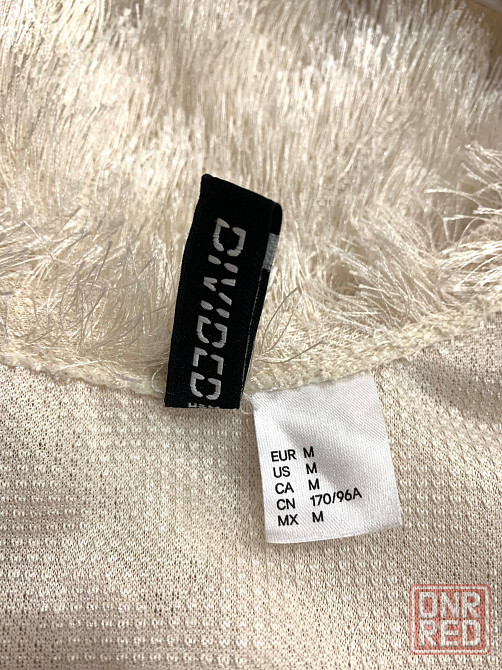 DIVIDED
EUR M
US M
CA M
CN 170/96A
MX M
DNR
RED